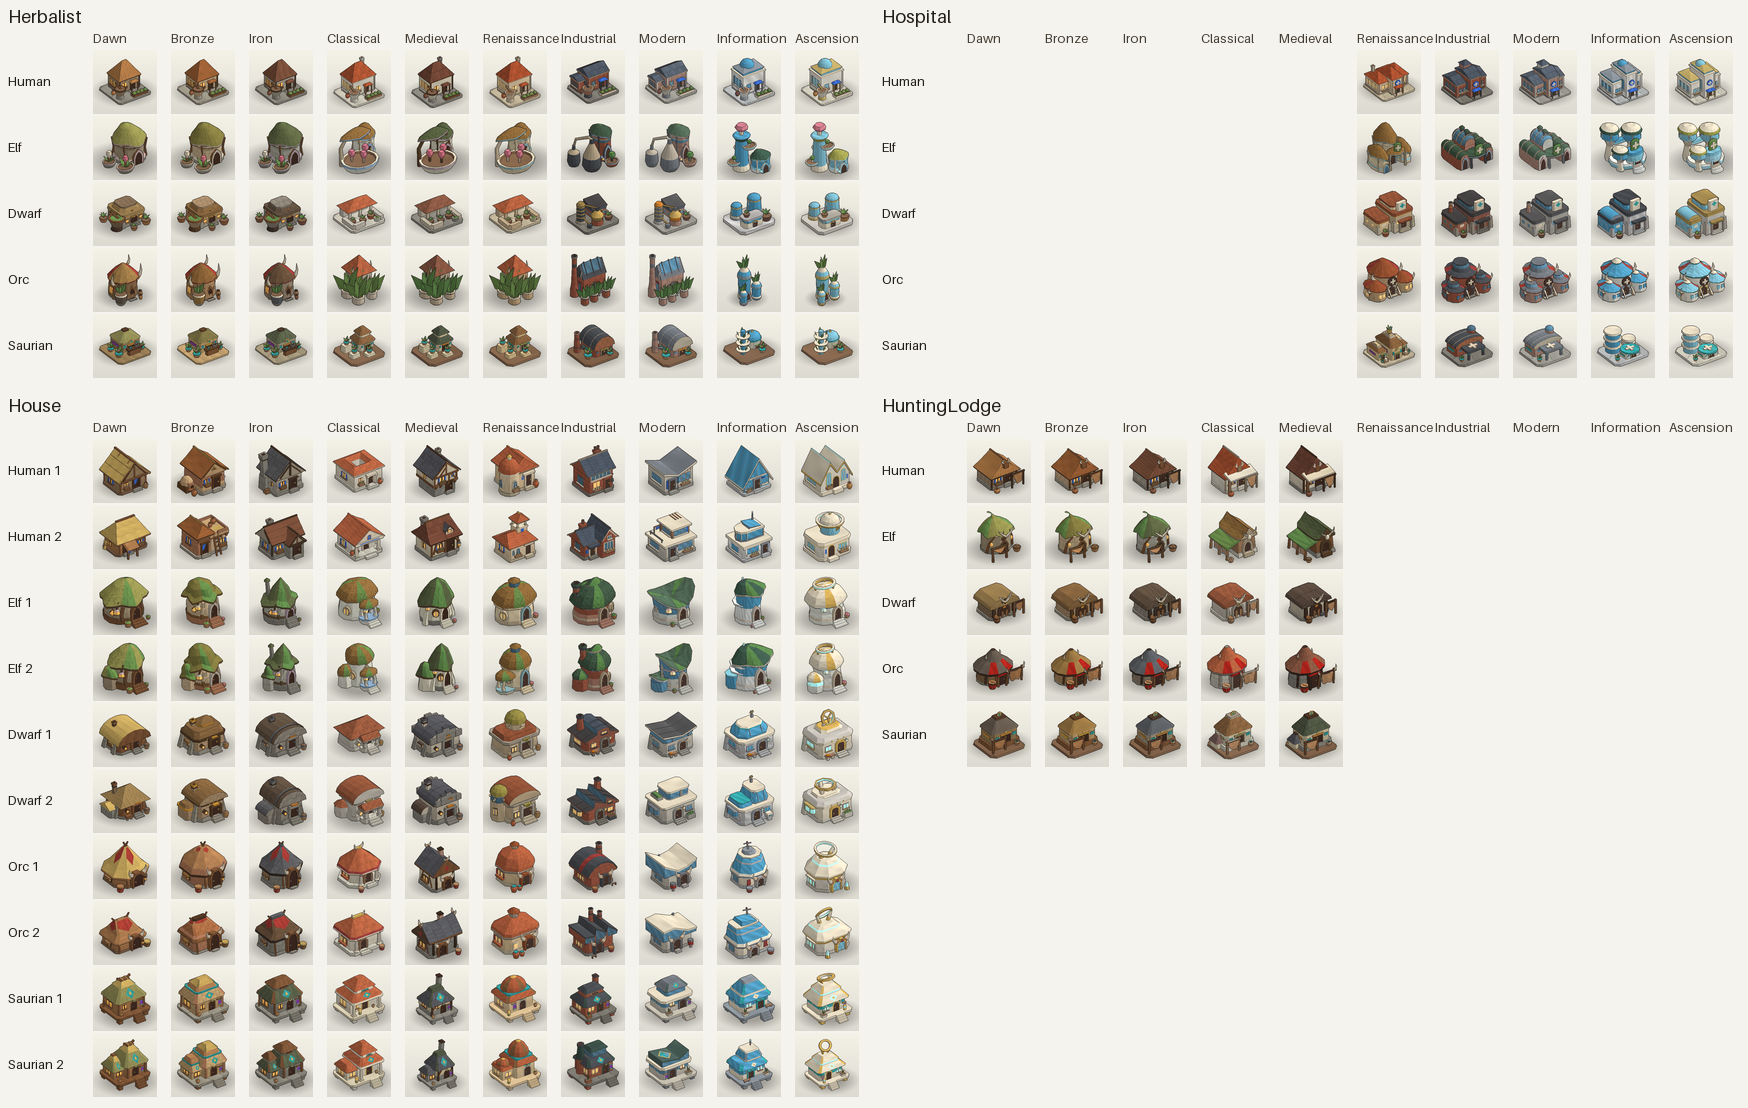 Herbalist
Dawn Bronze Iron Classical Medieval Renaissance Industrial Modern Information Ascension
Human
Elf
Dwarf
Orc
Saurian
Hospital
Dawn Bronze Iron Classical Medieval Renaissance Industrial Modern Information Ascension
Human
Elf
Dwarf
Orc
Saurian
House
Dawn Bronze Iron Classical Medieval Renaissance Industrial Modern Information Ascension
Human 1
Human 2
Elf 1
Elf 2
Dwarf 1
Dwarf 2
Orc 1
Orc 2
Saurian 1
Saurian 2
HuntingLodge
Dawn Bronze Iron Classical Medieval Renaissance Industrial Modern Information Ascension
Human
Elf
Dwarf
Orc
Saurian